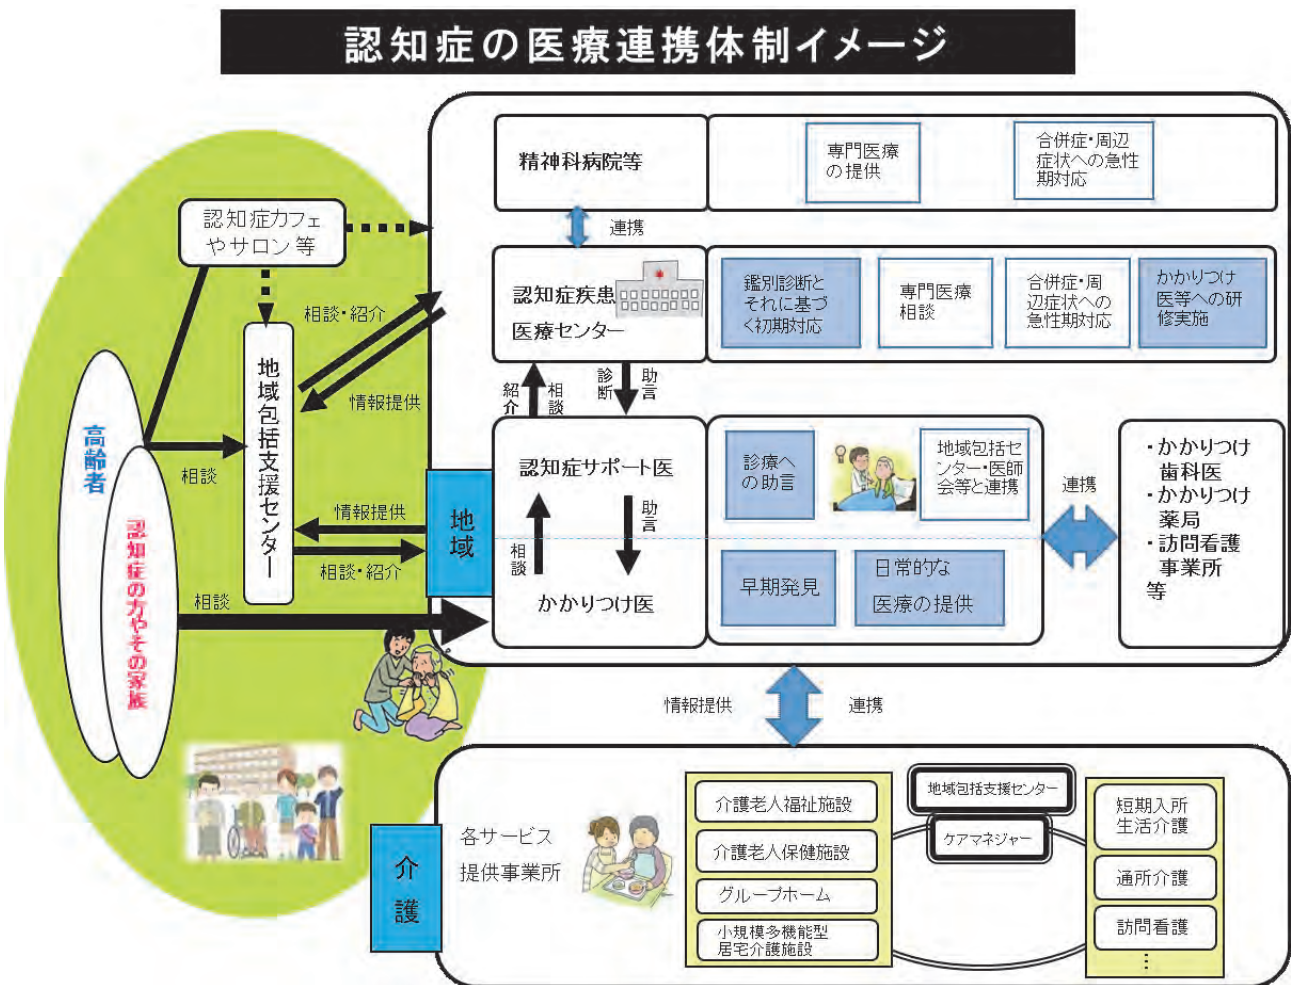 認知症の医療連携体制イメージ
認知症カフェ
やサロン等
相談・紹介
情報提供
地域包括支援センター
高齢者
認知症の方やその家族
相談
情報提供
相談・紹介
相談
精神科病院等
専門医療
の提供
合併症・周辺
症状への急性
期対応
連携
認知症疾患
医療センター
鑑別診断と
それに基づ
く初期対応
専門医療
相談
合併症・周
辺症状への
急性期対応
かかりつけ
医等への研
修実施
紹介
相談
診断
助言
地域
認知症サポート医
相談
助言
かかりつけ医
診療へ
の助言
地域包括セ
ンター・医師
会等と連携
早期発見
日常的な
医療の提供
連携
・かかりつけ
歯科医
・かかりつけ
薬局
・訪問看護
事業所
等
情報提供
連携
介護
各サービス
提供事業所
介護老人福祉施設
介護老人保健施設
グループホーム
小規模多機能型
居宅介護施設
地域包括支援センター
ケアマネジャー
短期入所
生活介護
通所介護
訪問看護
⋮